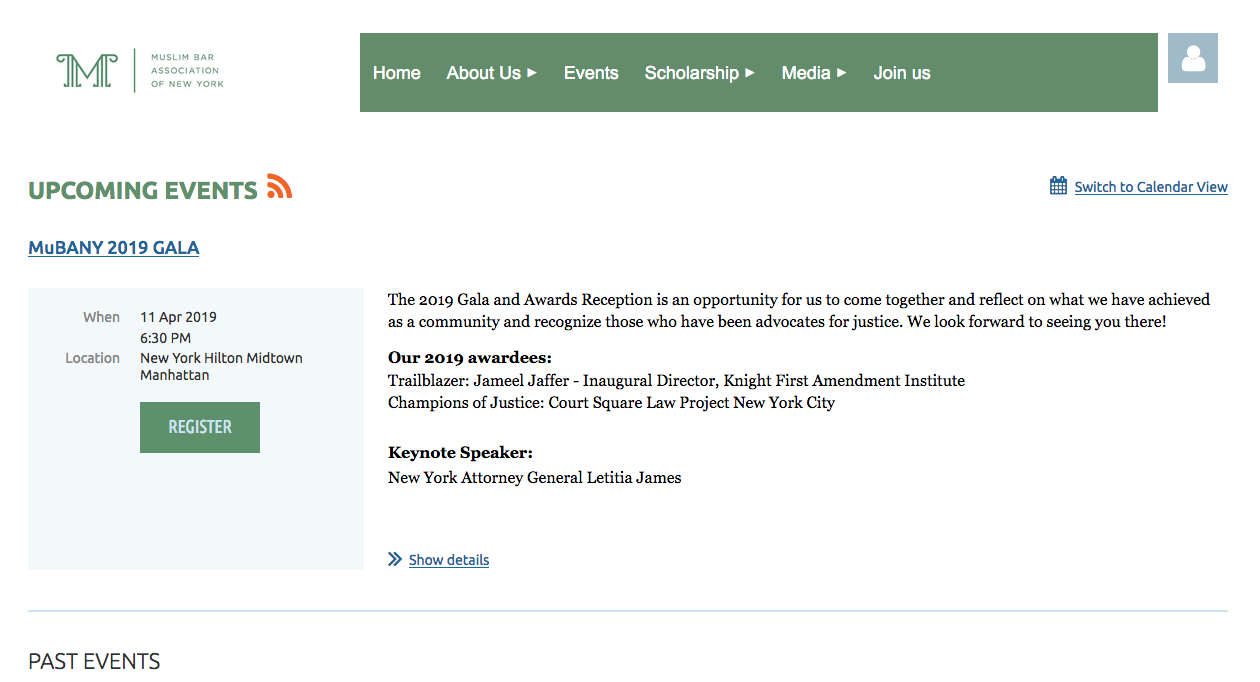 MUSLIM BAR
ASSOCIATION
OF NEW YORK
Home About Us ▶ Events Scholarship ▶ Media ▶ Join us
UPCOMING EVENTS
Switch to Calendar View
MuBANY 2019 GALA
When 11 Apr 2019
6:30 PM
Location New York Hilton Midtown
Manhattan
REGISTER
The 2019 Gala and Awards Reception is an opportunity for us to come together and reflect on what we have achieved
as a community and recognize those who have been advocates for justice. We look forward to seeing you there!
Our 2019 awardees:
Trailblazer: Jameel Jaffer - Inaugural Director, Knight First Amendment Institute
Champions of Justice: Court Square Law Project New York City
Keynote Speaker:
New York Attorney General Letitia James
Show details
PAST EVENTS